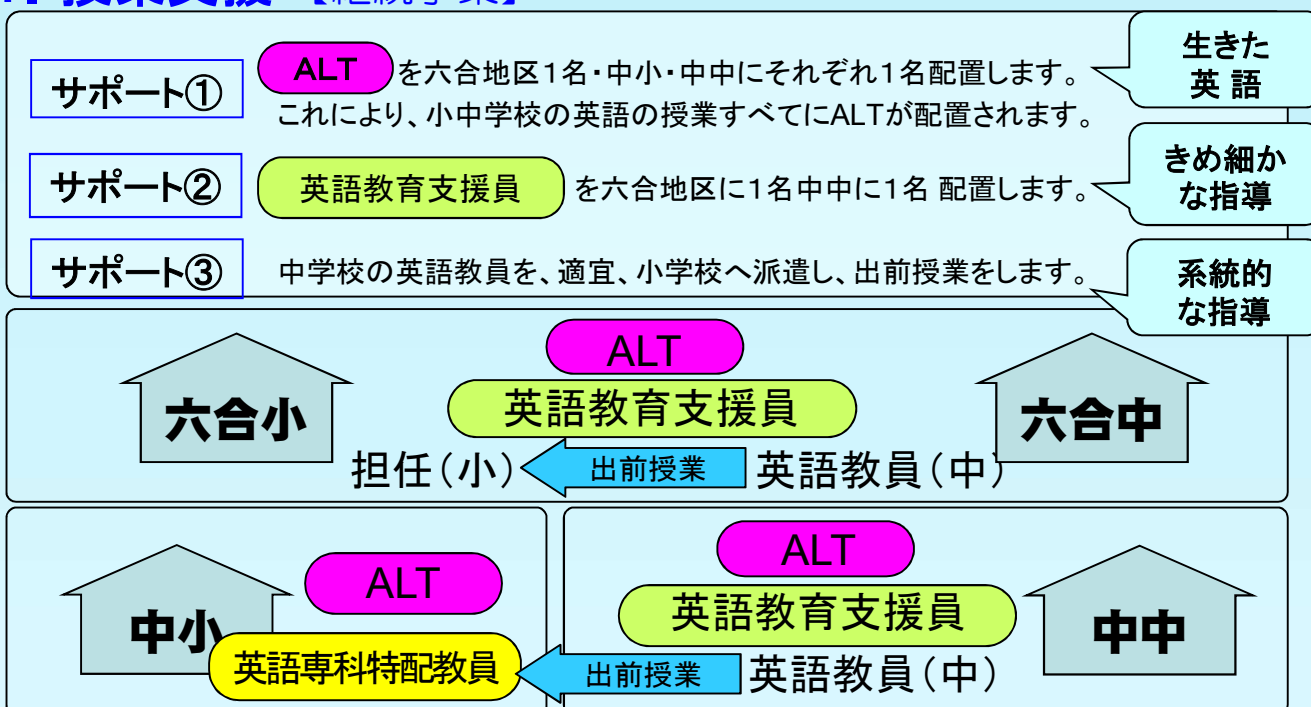 授業支援【継続事業】
サポート① ALT を六合地区1名・中小・中中にそれぞれ1名配置します。
これにより、小中学校の英語の授業すべてにALTが配置されます。
生きた
英 語
サポート② 英語教育支援員 を六合地区に1名中中に1名 配置します。
きめ細か
な指導
サポート③ 中学校の英語教員を、適宜、小学校へ派遣し、出前授業をします。
系統的
な指導
六合小
ALT
英語教育支援員
担任(小) 出前授業 英語教員(中)
六合中
中小
ALT
英語専科特配教員
出前授業
ALT
英語教育支援員
英語教員(中)
中中